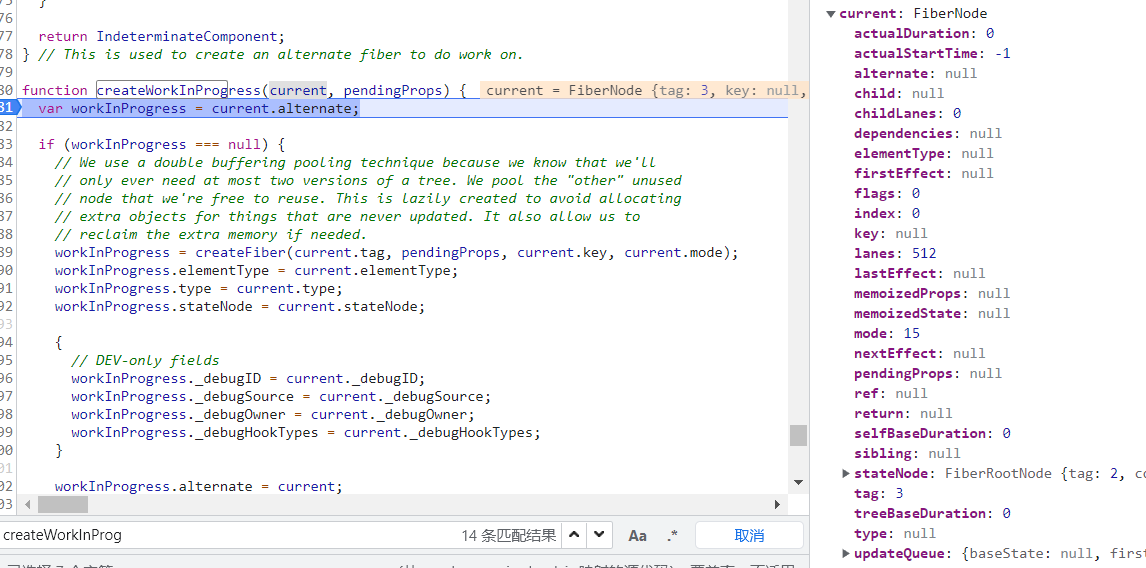 75 }
76
77 return IndeterminateComponent;
78 } // This is used to create an alternate fiber to do work on.
79
80 function createWorkInProgress(current, pendingProps) { current = FiberNode {tag: 3, key: null,
81 var workInProgress = current.alternate;
82
83 if (workInProgress === null) {
84 // We use a double buffering pooling technique because we know that we'll
85 // only ever need at most two versions of a tree. We pool the "other" unused
86 // node that we're free to reuse. This is lazily created to avoid allocating
87 // extra objects for things that are never updated. It also allow us to
88 // reclaim the extra memory if needed.
89 workInProgress = createFiber(current.tag, pendingProps, current.key, current.mode);
90 workInProgress.elementType = current.elementType;
91 workInProgress.type = current.type;
92 workInProgress.stateNode = current.stateNode;
93
94 {
95 // DEV-only fields
96 workInProgress._debugID = current._debugID;
97 workInProgress._debugSource = current._debugSource;
98 workInProgress._debugOwner = current._debugOwner;
99 workInProgress._debugHookTypes = current._debugHookTypes;
00 }
01
02 workInProgress.alternate = current;
03
createWorkInProg 14 条匹配结果 Aa .* 取消
current: FiberNode
actualDuration: 0
actualStartTime: -1
alternate: null
child: null
childLanes: 0
dependencies: null
elementType: null
firstEffect: null
flags: 0
index: 0
key: null
lanes: 512
lastEffect: null
memoizedProps: null
memoizedState: null
mode: 15
nextEffect: null
pendingProps: null
ref: null
return: null
selfBaseDuration: 0
sibling: null
stateNode: FiberRootNode {tag: 2, co
tag: 3
treeBaseDuration: 0
type: null
updateQueue: {baseState: null, first